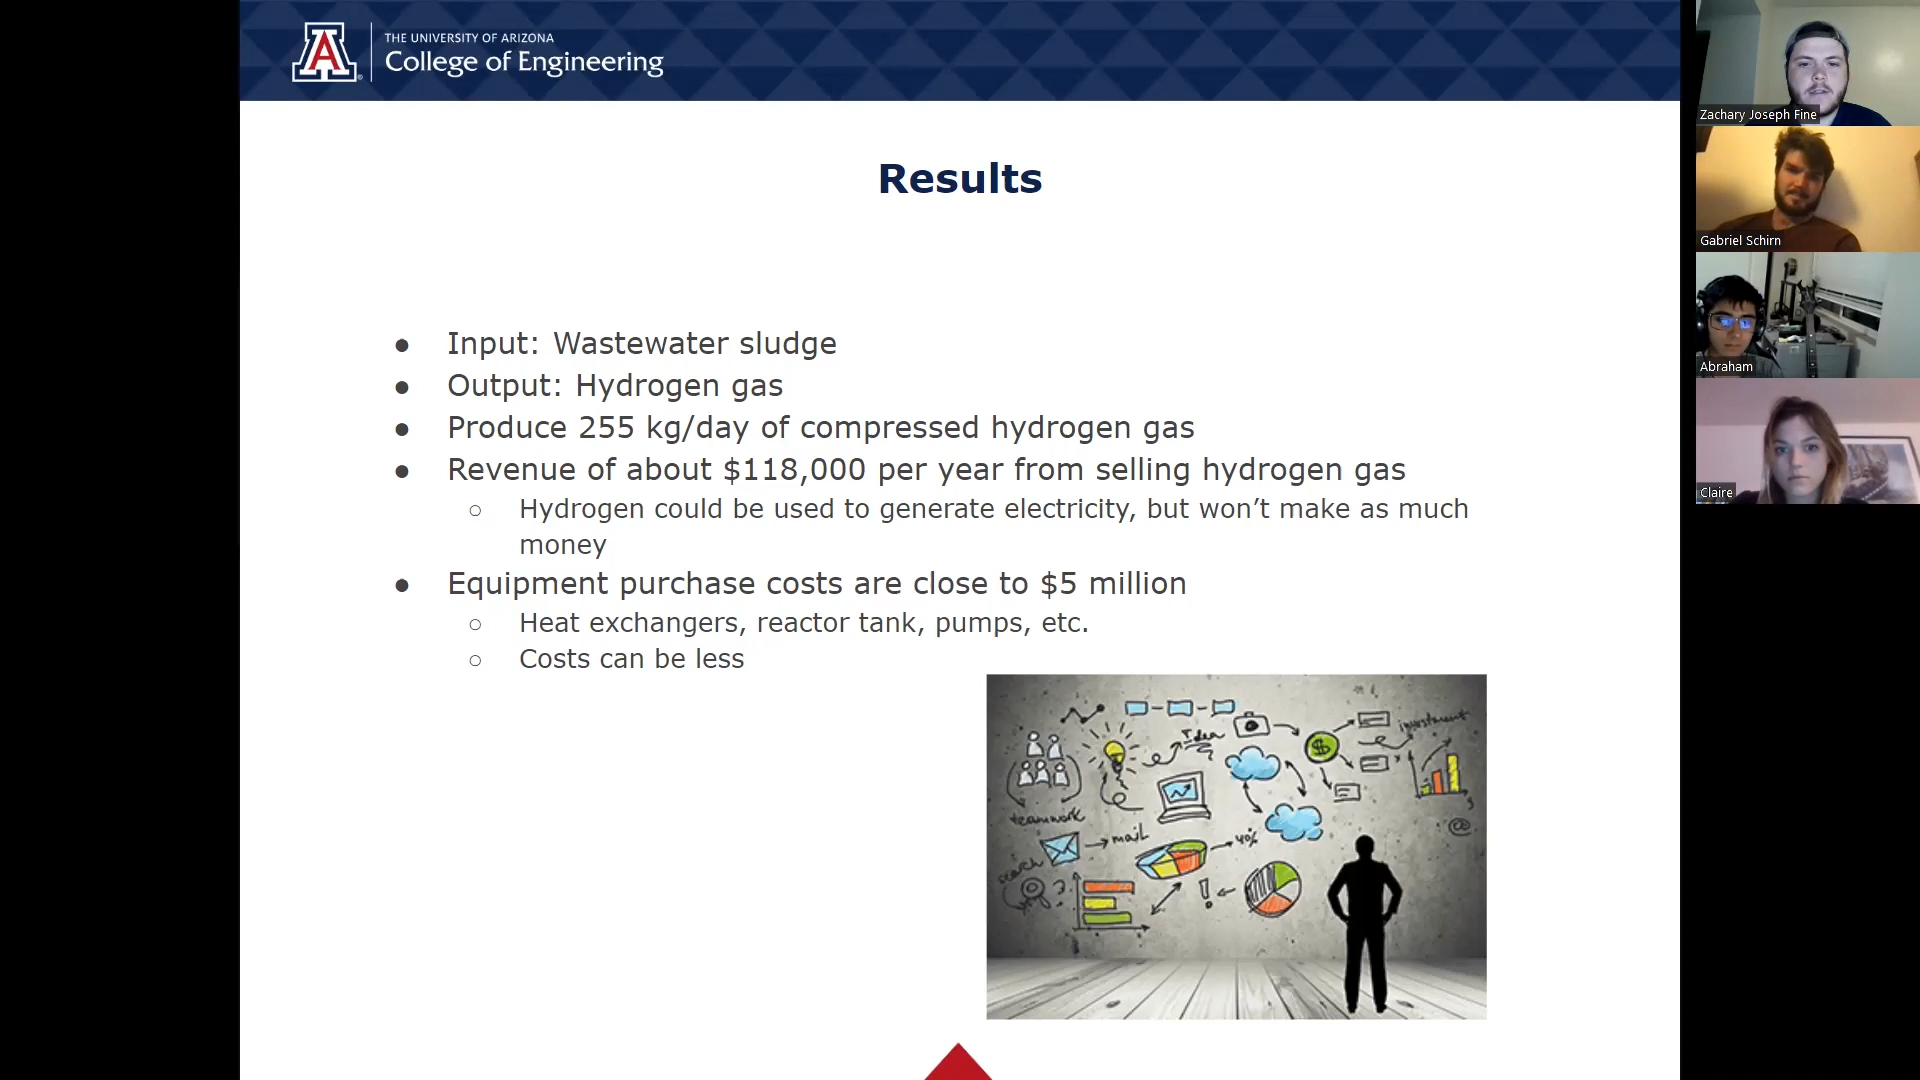 THE UNIVERSITY OF ARIZONA
College of Engineering
Results
● Input: Wastewater sludge
● Output: Hydrogen gas
● Produce 255 kg/day of compressed hydrogen gas
● Revenue of about $118,000 per year from selling hydrogen gas
○ Hydrogen could be used to generate electricity, but won’t make as much
money
● Equipment purchase costs are close to $5 million
○ Heat exchangers, reactor tank, pumps, etc.
○ Costs can be less
Idea
investment
$
teamwork
mail
40%
search
@
Zachary Joseph Fine
Gabriel Schirn
Abraham
Claire